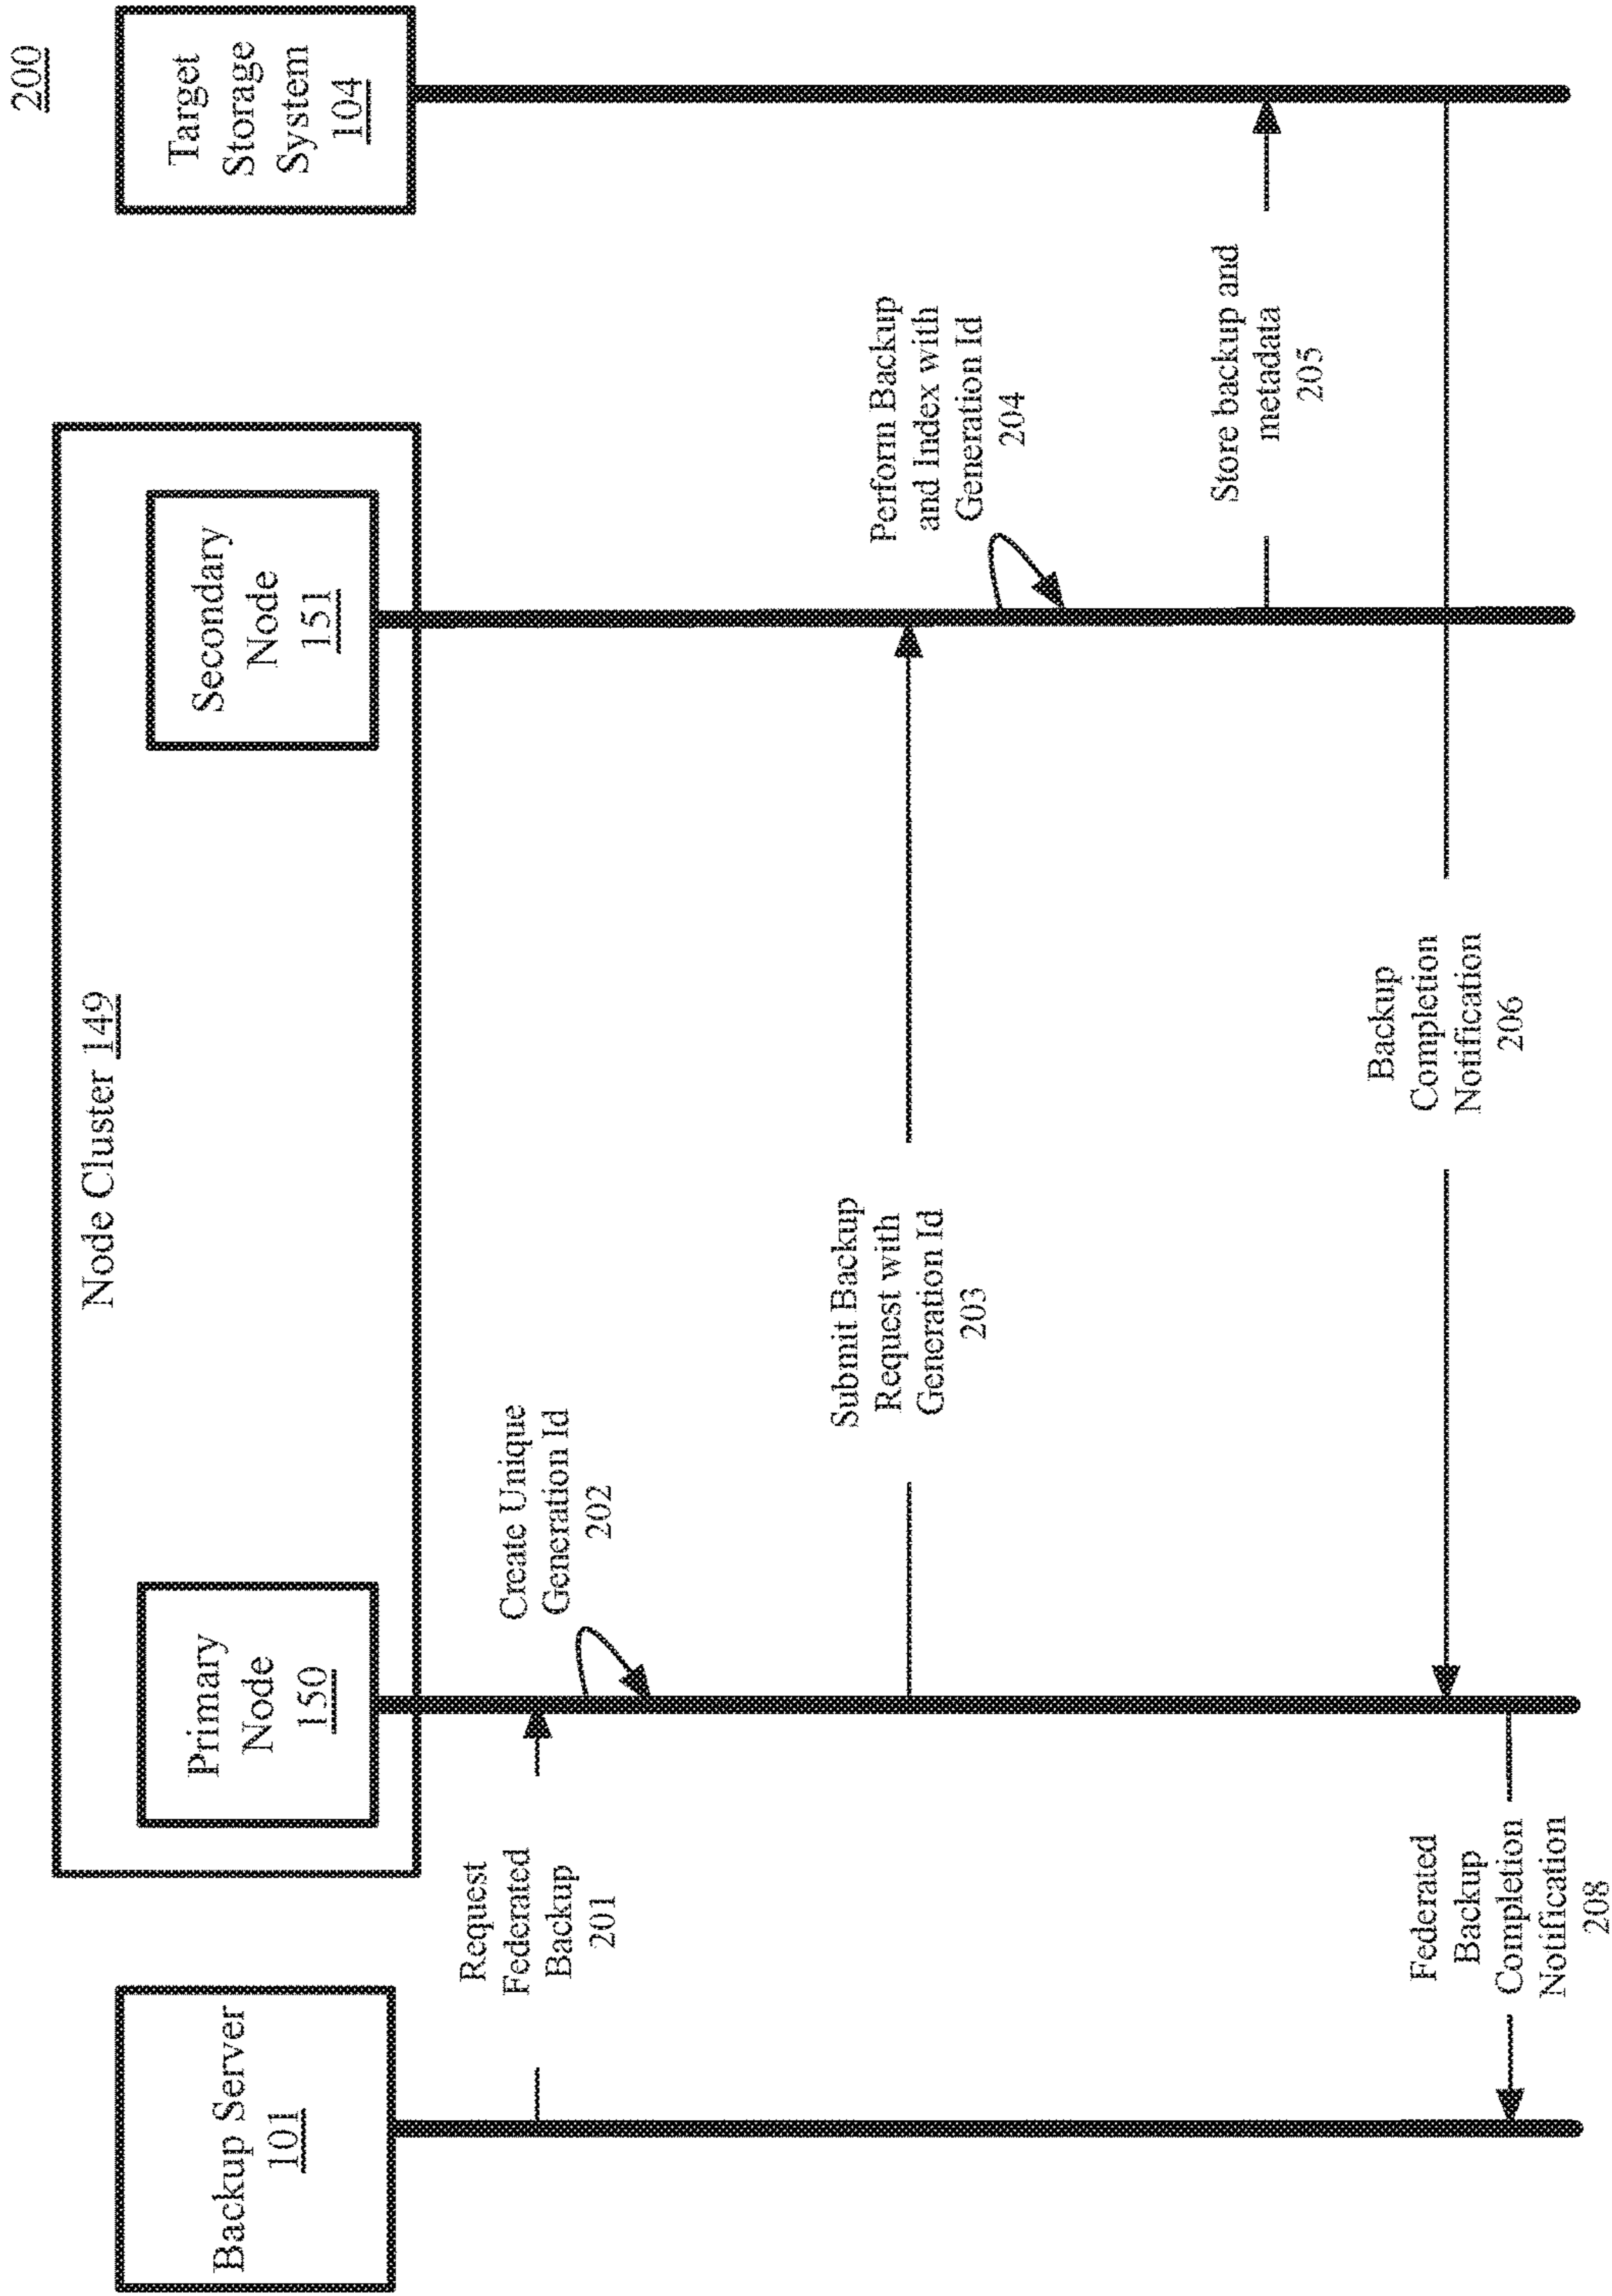 200
Node Cluster 149
Backup Server
101
Primary
Node
150
Secondary
Node
151
Target
Storage
System
104
Request
Federated
Backup
201
Create Unique
Generation Id
202
Submit Backup
Request with
Generation Id
203
Perform Backup
and Index with
Generation Id
204
Store backup and
metadata
205
Backup
Completion
Notification
206
Federated
Backup
Completion
Notification
208